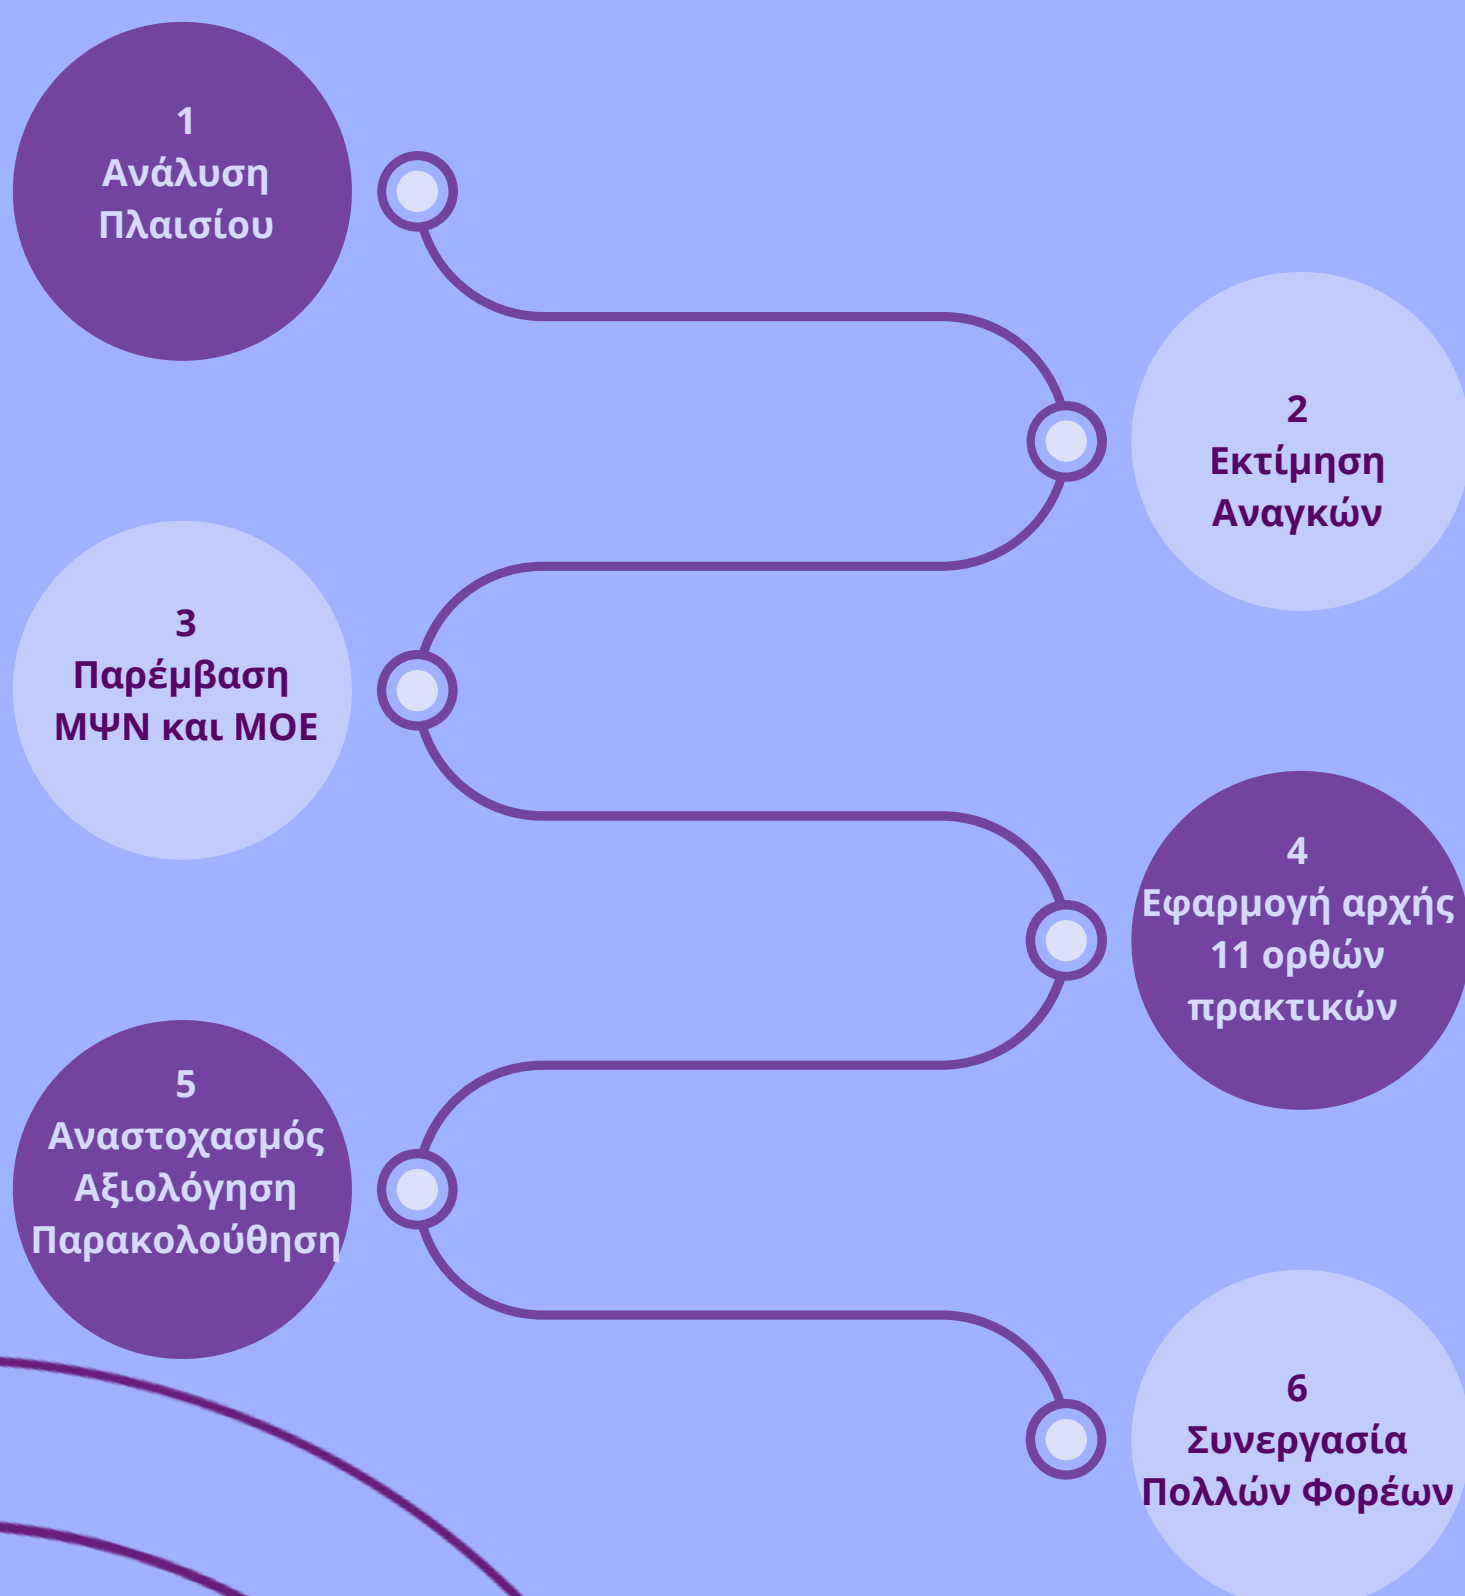 1
Ανάλυση
Πλαισίου
2
Εκτίμηση
Αναγκών
3
Παρέμβαση
ΜΨΝ και ΜΟΕ
4
Εφαρμογή αρχής
11 ορθών
πρακτικών
5
Αναστοχασμός
Αξιολόγηση
Παρακολούθηση
6
Συνεργασία
Πολλών Φορέων